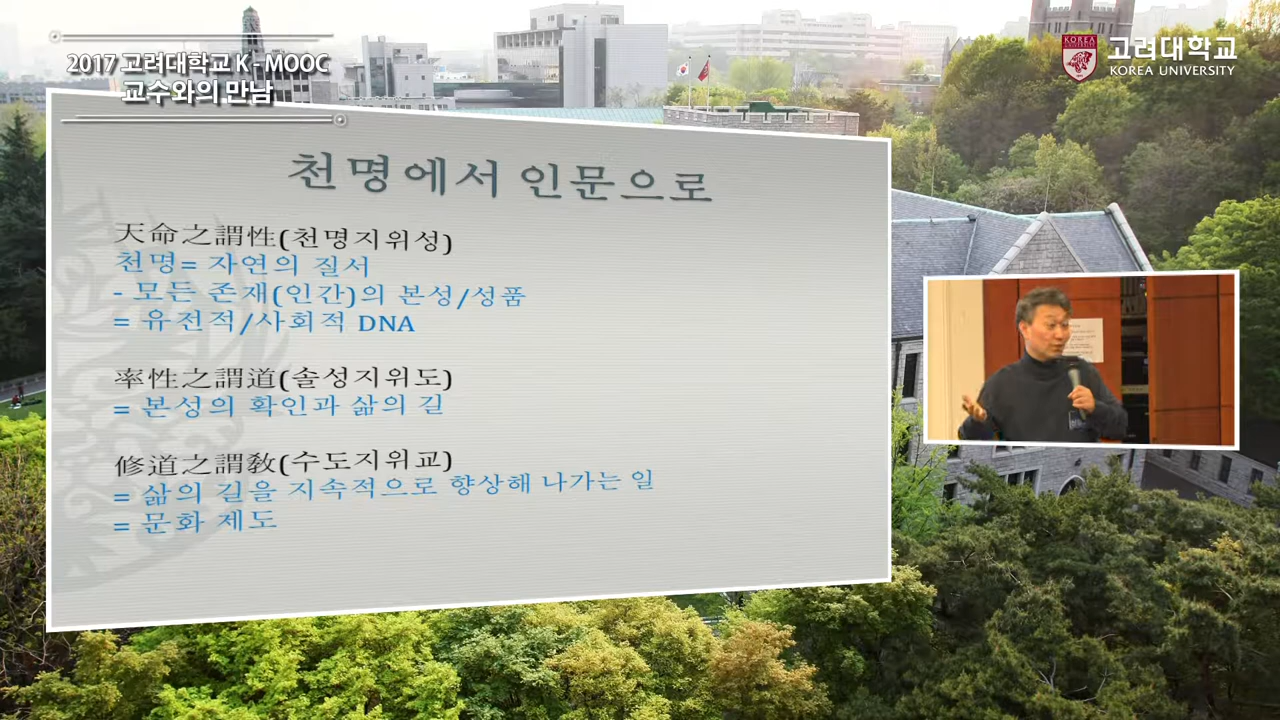 2017 고려대학교 K - MOOC
교수와의 만남
KOREA
UNIVERSITY
고려대학교
KOREA UNIVERSITY
천명에서 인문으로
天命之謂性(천명지위성)
천명= 자연의 질서
- 모든 존재(인간)의 본성/성품
= 유전적/사회적 DNA
率性之謂道(솔성지위도)
= 본성의 확인과 삶의 길
修道之謂敎(수도지위교)
= 삶의 길을 지속적으로 향상해 나가는 일
= 문화 제도